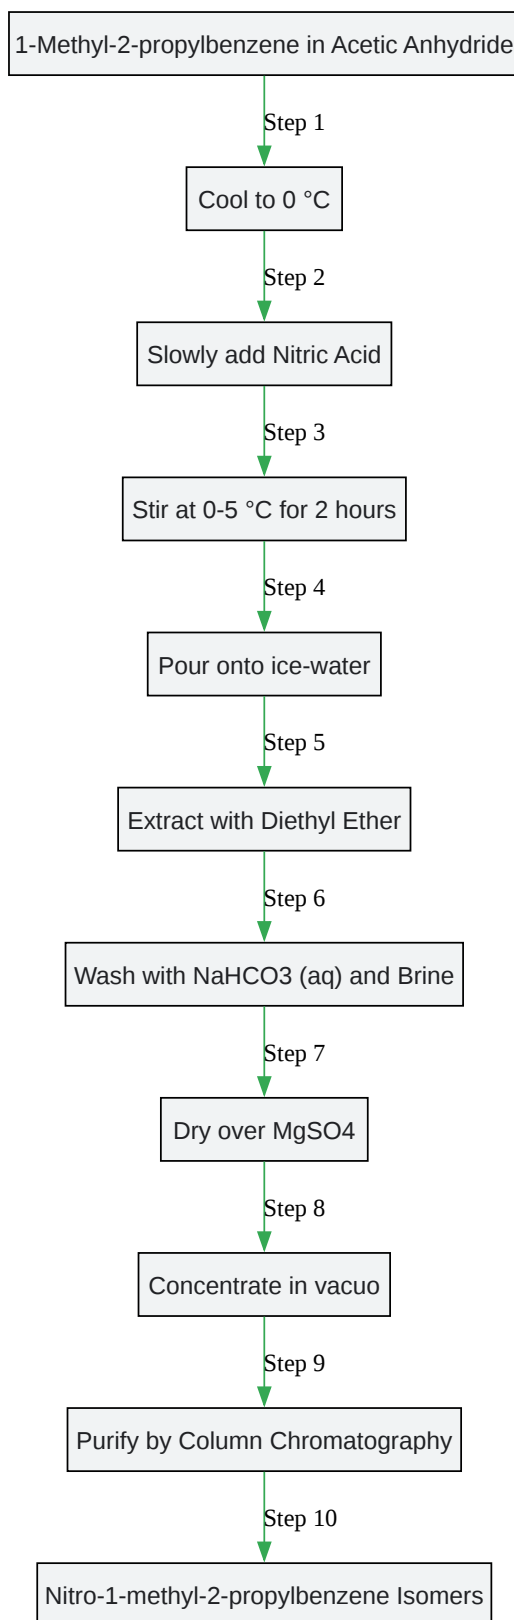 1-Methyl-2-propylbenzene in Acetic Anhydride
Step 1
Cool to 0 °C
Step 2
Slowly add Nitric Acid
Step 3
Stir at 0-5 °C for 2 hours
Step 4
Pour onto ice-water
Step 5
Extract with Diethyl Ether
Step 6
Wash with NaHCO3 (aq) and Brine
Step 7
Dry over MgSO4
Step 8
Concentrate in vacuo
Step 9
Purify by Column Chromatography
Step 10
Nitro-1-methyl-2-propylbenzene Isomers